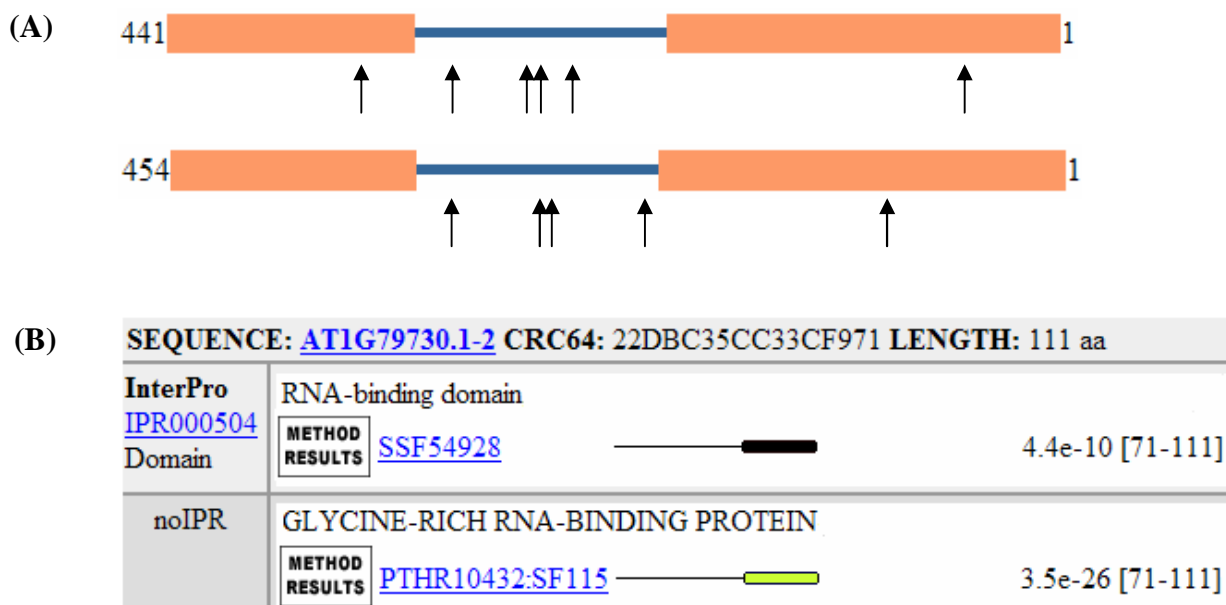 (A)
441 1
454 1
(B)
SEQUENCE: AT1G79730.1-2 CRC64: 22DBC35CC33CF971 LENGTH: 111 aa
InterPro
IPR000504
Domain
RNA-binding domain
METHOD
RESULTS
SSF54928 4.4e-10 [71-111]
noIPR
GLYCINE-RICH RNA-BINDING PROTEIN
METHOD
RESULTS
PTHR10432:SF115 3.5e-26 [71-111]